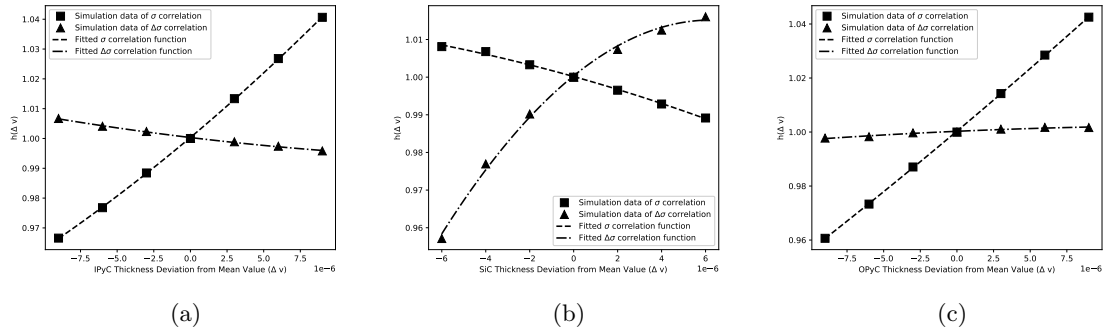 Simulation data of σ correlation
Simulation data of Δσ correlation
Fitted σ correlation function
Fitted Δσ correlation function
1.04
1.03
1.02
1.01
1.00
0.99
0.98
0.97
h(Δ v)
−7.5 −5.0 −2.5 0.0 2.5 5.0 7.5
1e−6
IPyC Thickness Deviation from Mean Value (Δ v)
(a)
1.01
1.00
0.99
0.98
0.97
0.96
h(Δ v)
Simulation data of σ correlation
Simulation data of Δσ correlation
Fitted σ correlation function
Fitted Δσ correlation function
−6 −4 −2 0 2 4 6
1e−6
SiC Thickness Deviation from Mean Value (Δ v)
(b)
Simulation data of σ correlation
Simulation data of Δσ correlation
Fitted σ correlation function
Fitted Δσ correlation function
1.04
1.02
1.00
0.98
0.96
h(Δ v)
−7.5 −5.0 −2.5 0.0 2.5 5.0 7.5
1e−6
OPyC Thickness Deviation from Mean Value (Δ v)
(c)